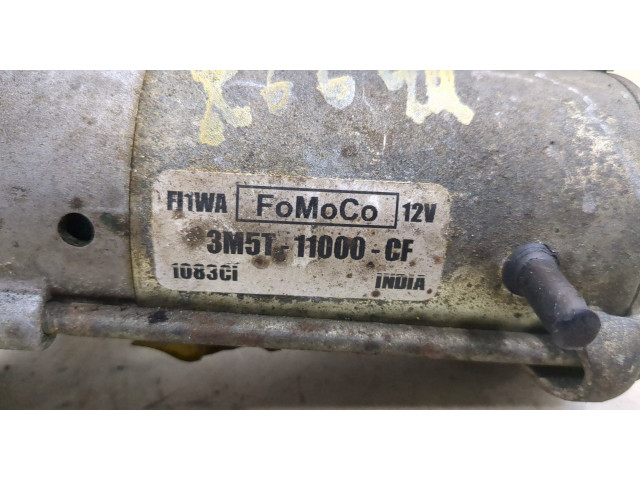 FI1WA FoMoCo 12V
3M5T-11000-CF
1083Ci INDIA